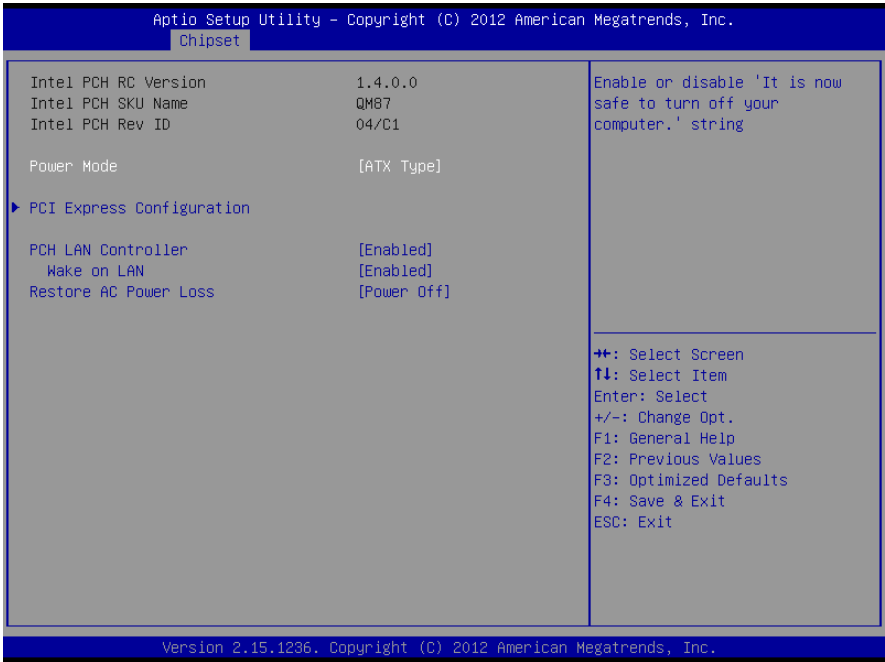 Aptio Setup Utility – Copyright (C) 2012 American Megatrends, Inc.
Chipset
Intel PCH RC Version 1.4.0.0
Intel PCH SKU Name QM87
Intel PCH Rev ID 04/C1
Power Mode [ATX Type]
PCI Express Configuration
PCH LAN Controller [Enabled]
Wake on LAN [Enabled]
Restore AC Power Loss [Power Off]
Enable or disable 'It is now
safe to turn off your
computer.' string
→←: Select Screen
↑↓: Select Item
Enter: Select
+/-: Change Opt.
F1: General Help
F2: Previous Values
F3: Optimized Defaults
F4: Save & Exit
ESC: Exit
Version 2.15.1236. Copyright (C) 2012 American Megatrends, Inc.